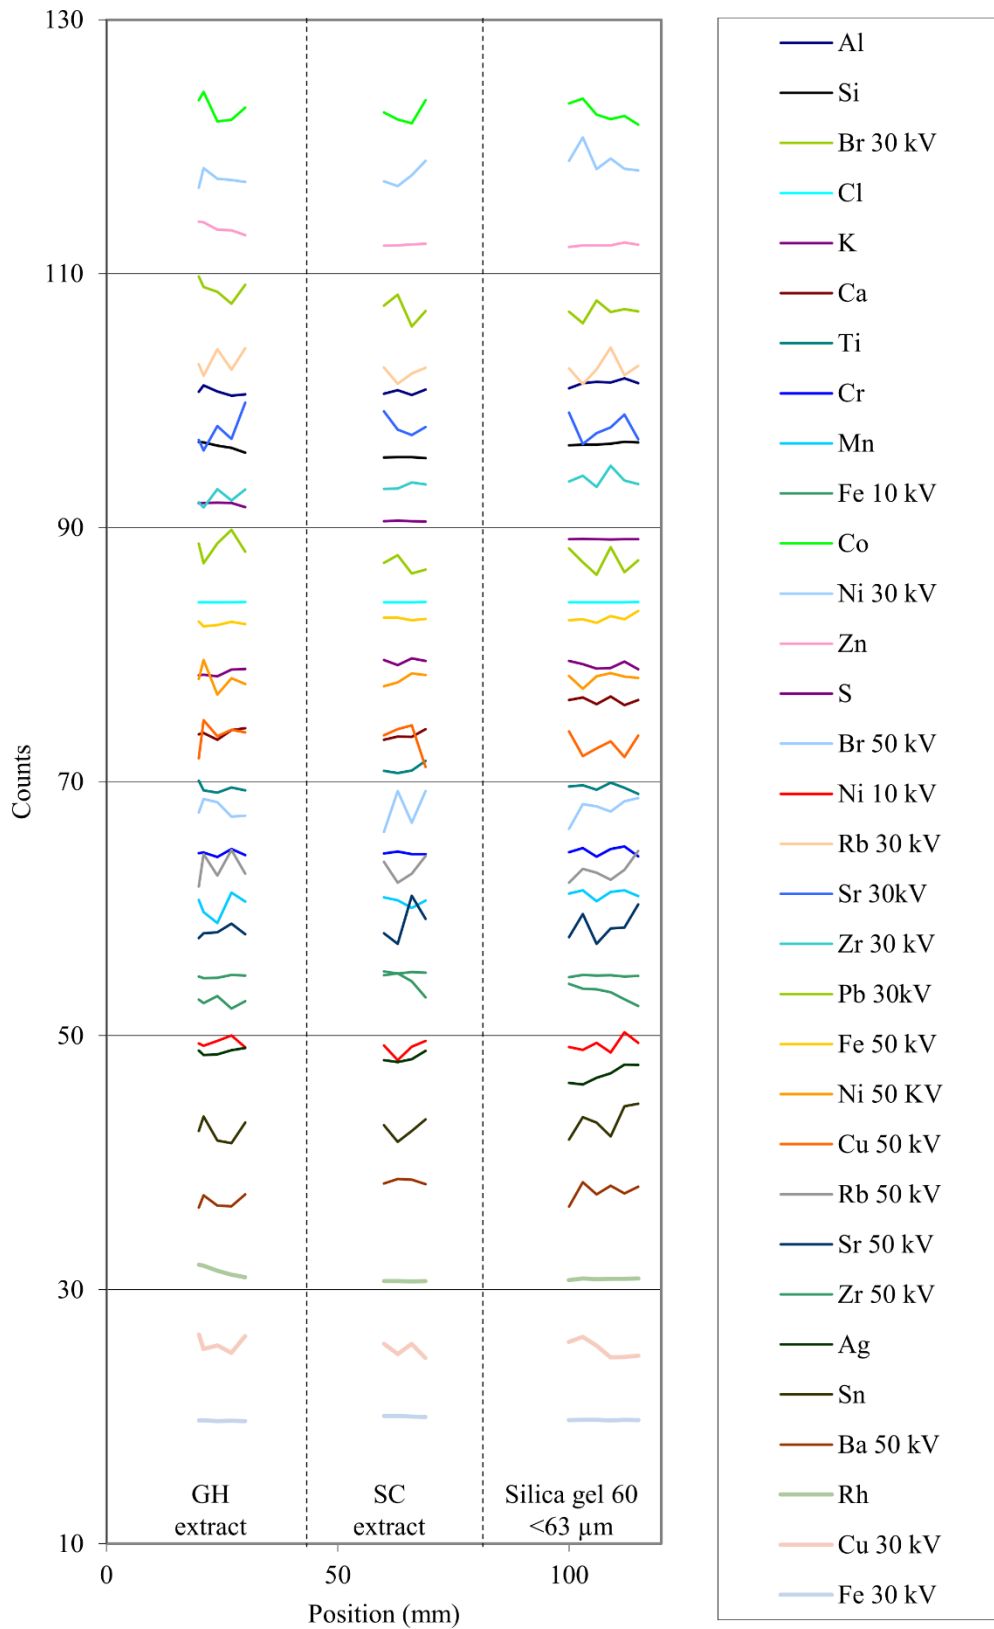 130
110
90
70
50
30
10
Counts
GH
extract
SC
extract
Silica gel 60
<63 µm
0
50
100
Position (mm)
Al
Si
Br 30 kV
Cl
K
Ca
Ti
Cr
Mn
Fe 10 kV
Co
Ni 30 kV
Zn
S
Br 50 kV
Ni 10 kV
Rb 30 kV
Sr 30kV
Zr 30 kV
Pb 30kV
Fe 50 kV
Ni 50 KV
Cu 50 kV
Rb 50 kV
Sr 50 kV
Zr 50 kV
Ag
Sn
Ba 50 kV
Rh
Cu 30 kV
Fe 30 kV